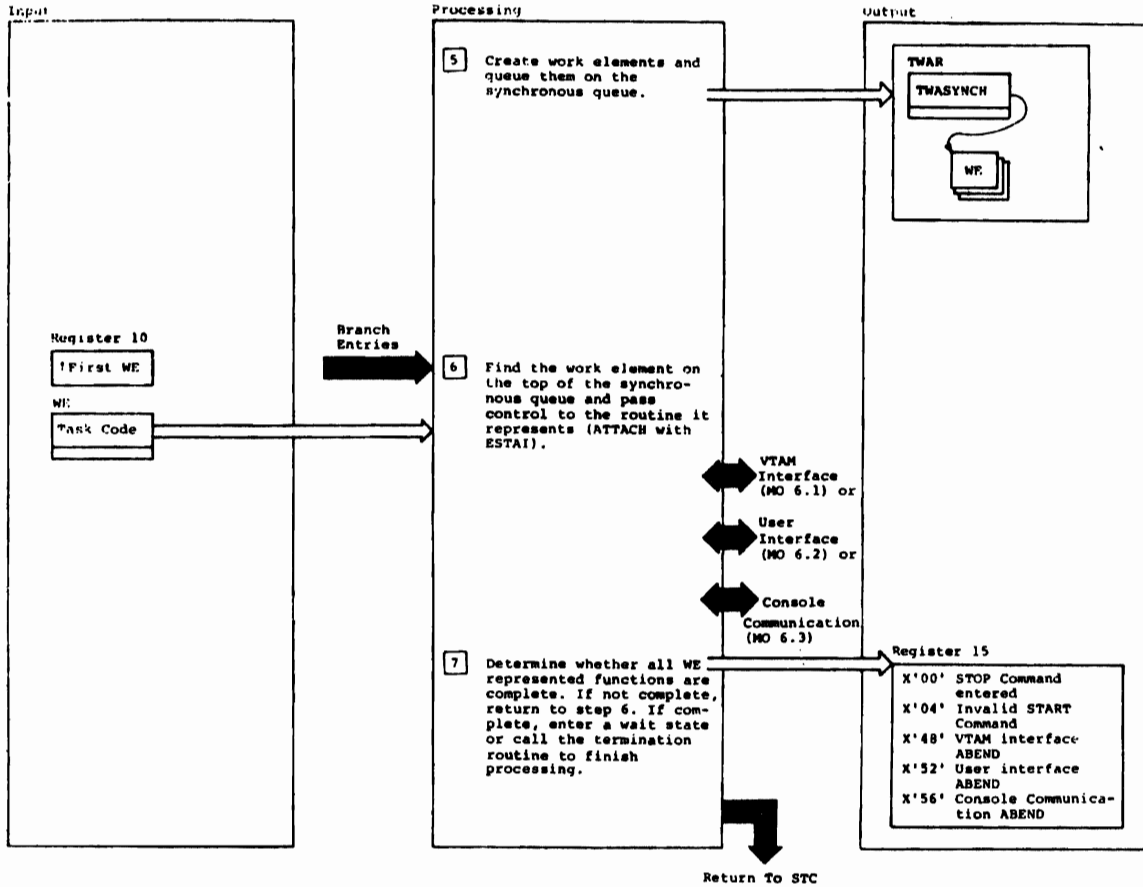 Input
Processing
Output
5 Create work elements and
queue them on the
synchronous queue.
TWAR
TWASYNCH
WE
Register 10
↑First WE
WE
Task Code
Branch
Entries
6 Find the work element on
the top of the synchro-
nous queue and pass
control to the routine it
represents (ATTACH with
ESTAI).
VTAM
Interface
(MO 6.1) or
User
Interface
(MO 6.2) or
Console
Communication
(MO 6.3)
7 Determine whether all WE
represented functions are
complete. If not complete,
return to step 6. If com-
plete, enter a wait state
or call the termination
routine to finish
processing.
Register 15
X'00' STOP Command
entered
X'04' Invalid START
Command
X'48' VTAM interface
ABEND
X'52' User interface
ABEND
X'56' Console Communica-
tion ABEND
Return To STC